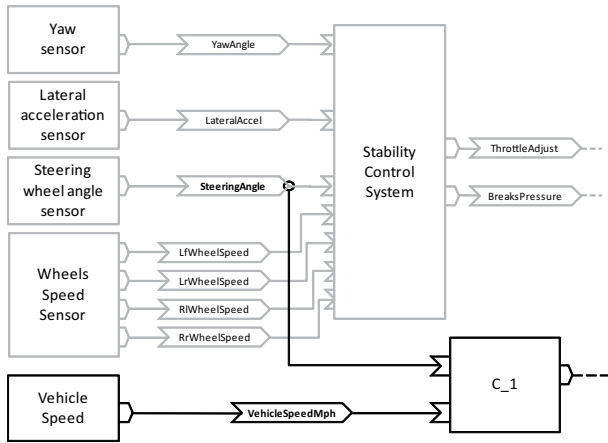 Yaw
sensor
YawAngle
Lateral
acceleration
sensor
LateralAccel
Steering
wheel angle
sensor
SteeringAngle
Stability
Control
System
ThrottleAdjust
BreaksPressure
Wheels
Speed
Sensor
LfWheelSpeed
LrWheelSpeed
RlWheelSpeed
RrWheelSpeed
Vehicle
Speed
VehicleSpeedMph
C_1